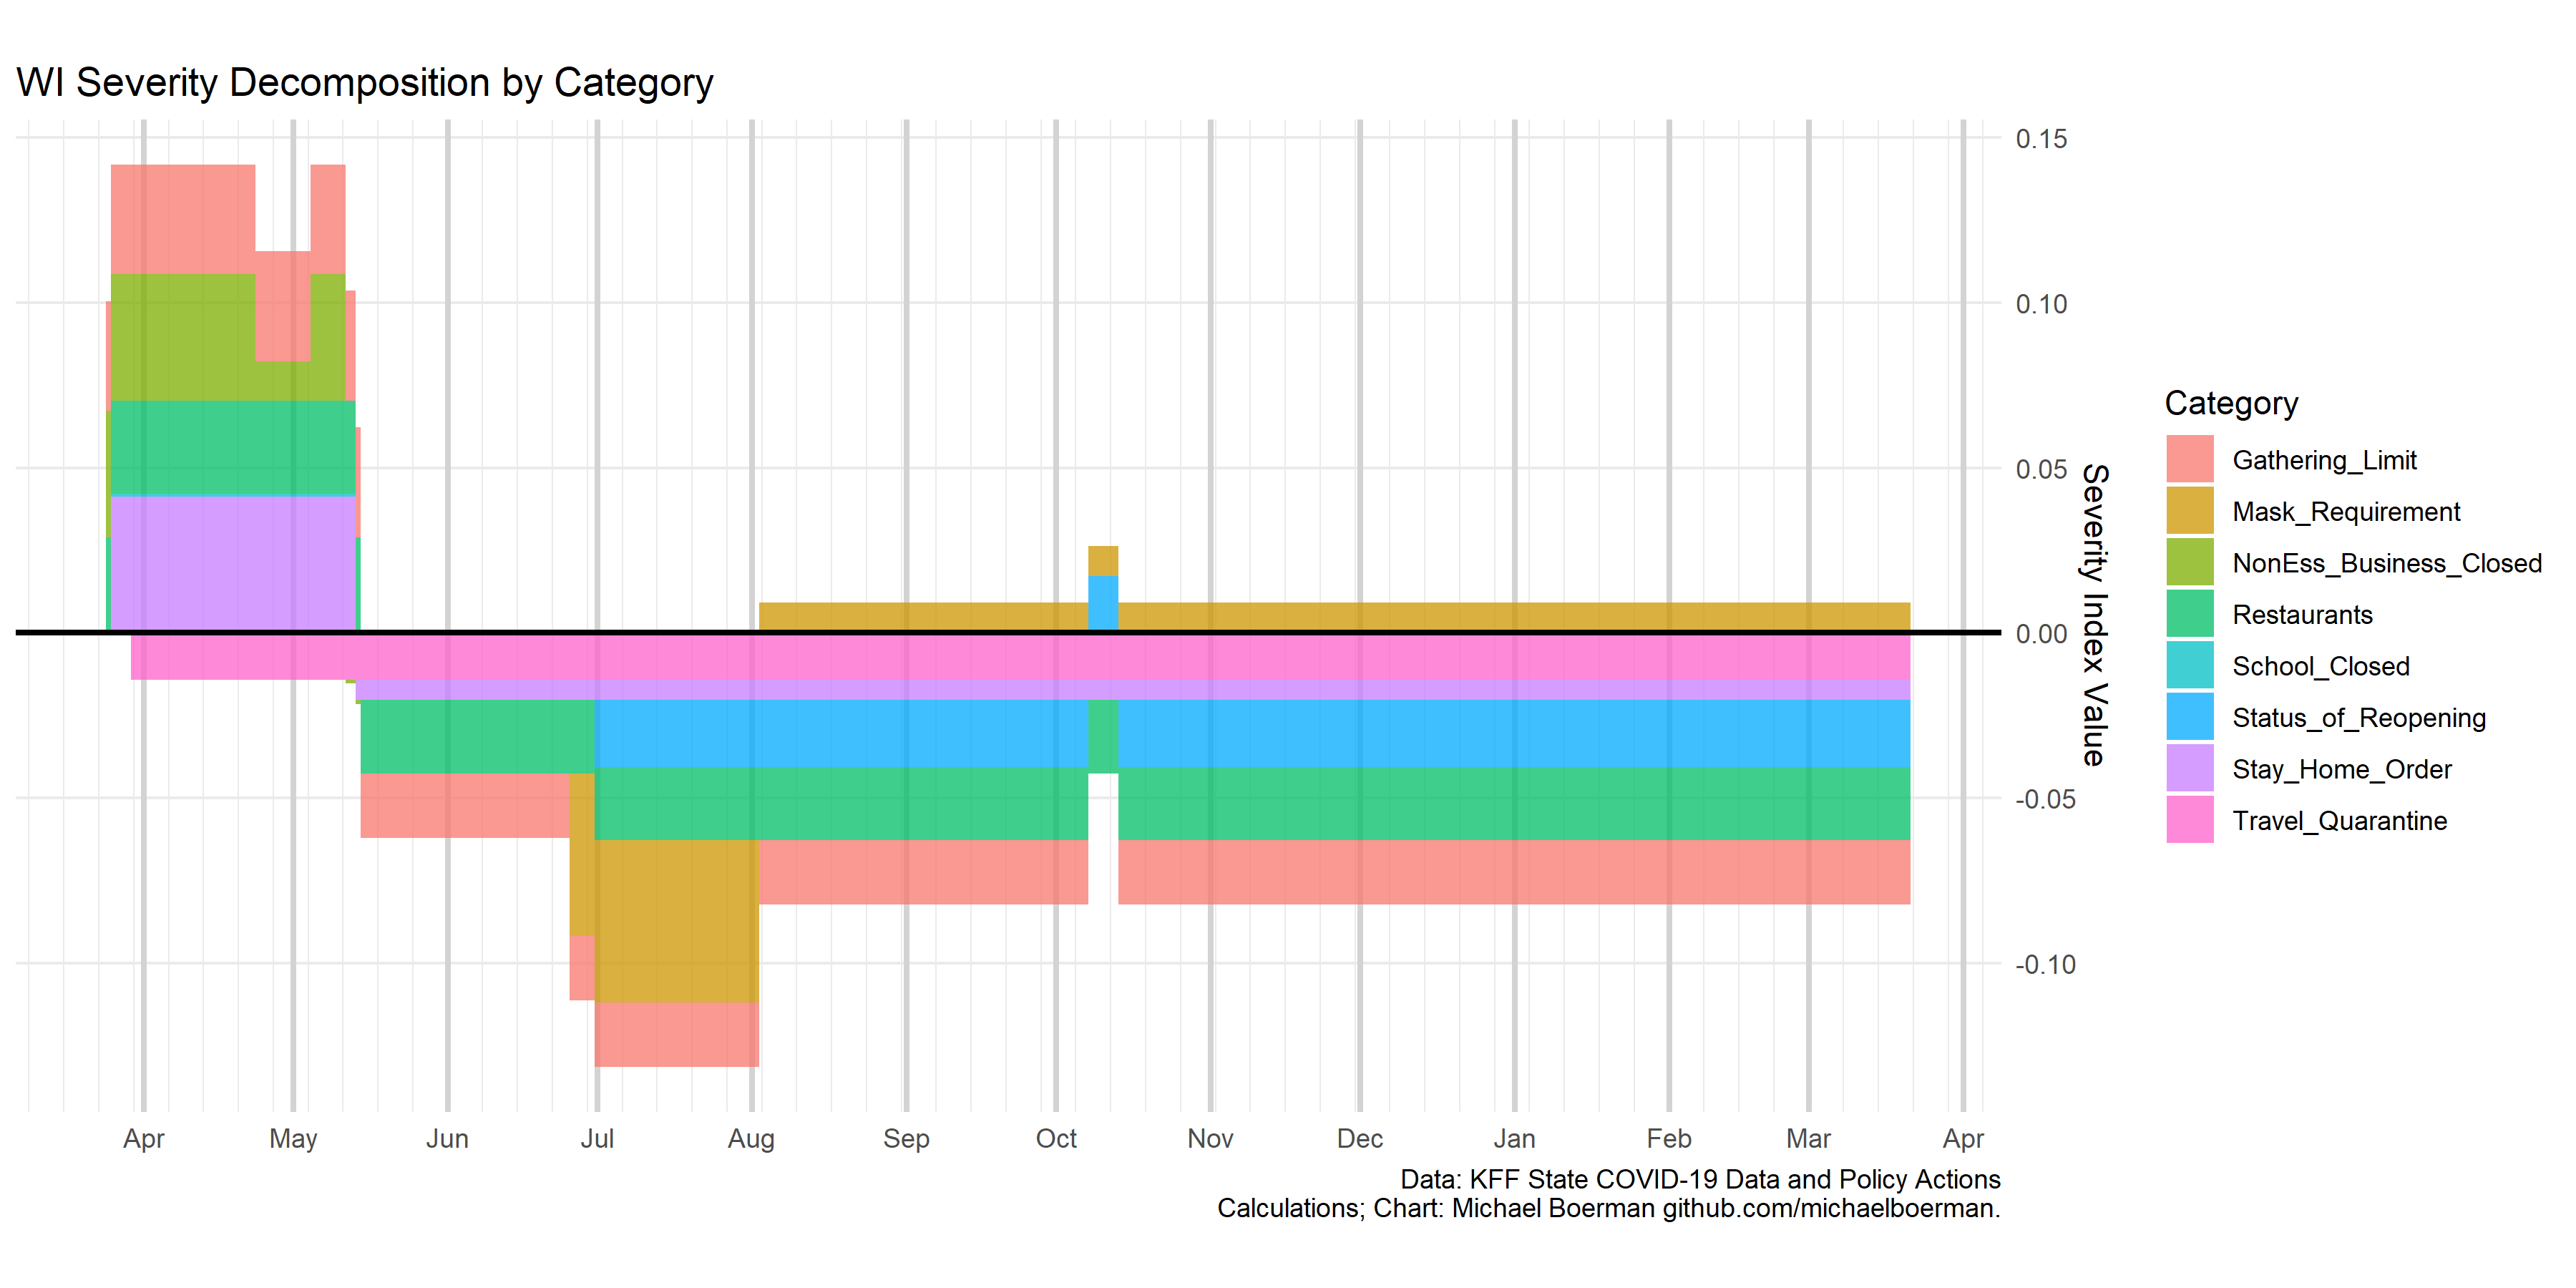 WI Severity Decomposition by Category
0.15
0.10
0.05
0.00
-0.05
-0.10
Severity Index Value
Apr May Jun Jul Aug Sep Oct Nov Dec Jan Feb Mar Apr
Category
Gathering_Limit
Mask_Requirement
NonEss_Business_Closed
Restaurants
School_Closed
Status_of_Reopening
Stay_Home_Order
Travel_Quarantine
Data: KFF State COVID-19 Data and Policy Actions
Calculations; Chart: Michael Boerman github.com/michaelboerman.